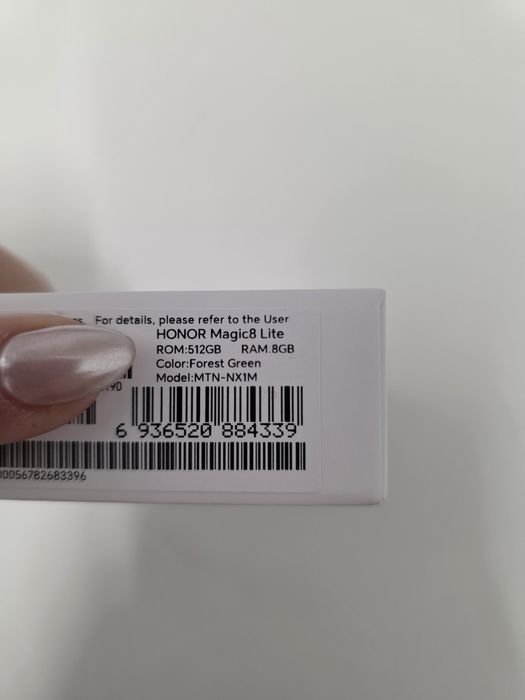 For details, please refer to the User
HONOR Magic8 Lite
ROM:512GB RAM:8GB
Color:Forest Green
Model:MTN-NX1M
6 936520 884339
00056782683396